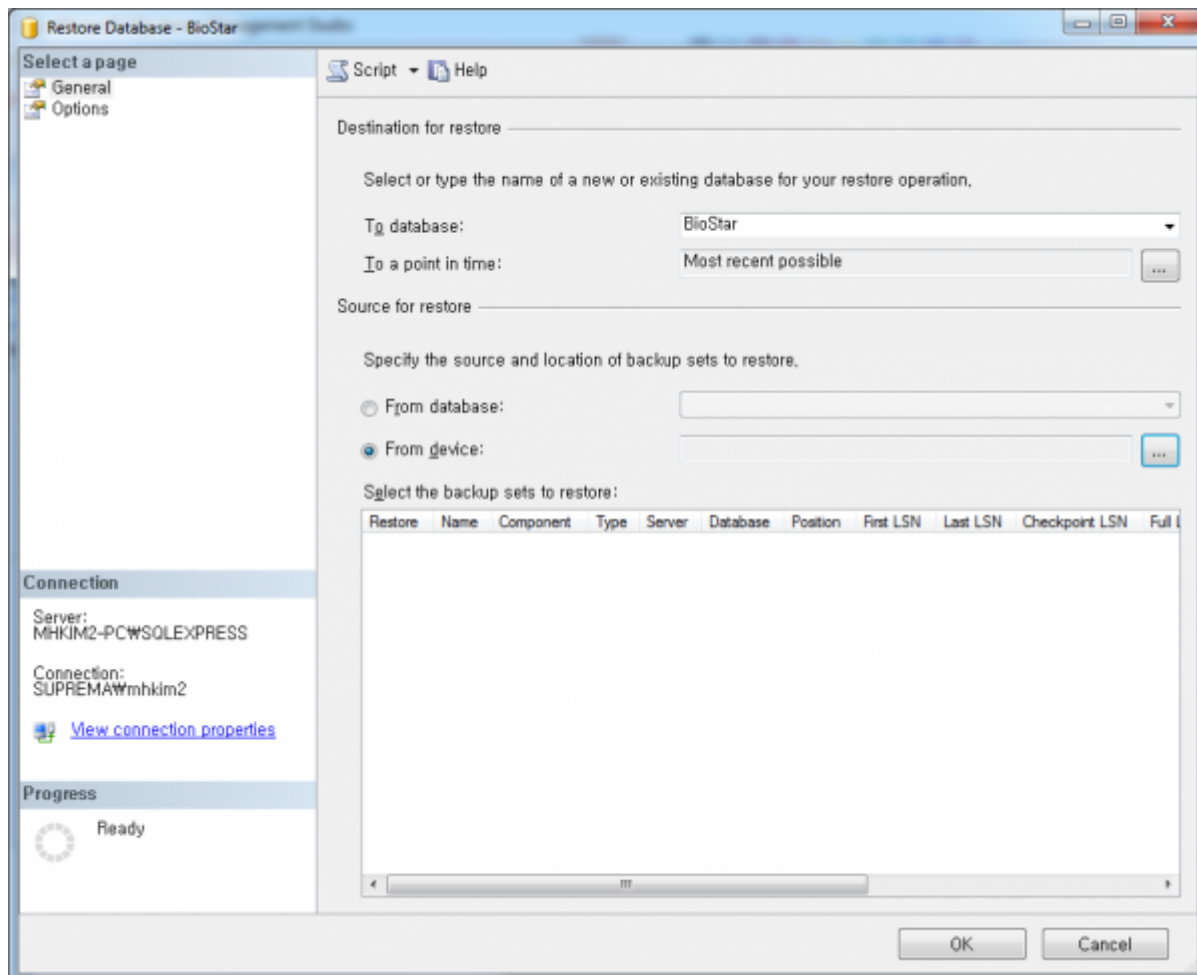 Restore Database - BioStar
Select a page
General
Options
Script Help
Destination for restore
Select or type the name of a new or existing database for your restore operation,
To database: BioStar
To a point in time: Most recent possible
...
Source for restore
Specify the source and location of backup sets to restore,
From database:
From device:
...
Select the backup sets to restore:
Restore Name Component Type Server Database Position First LSN Last LSN Checkpoint LSN Full L
Connection
Server:
MHKIM2-PC₩SQLEXPRESS
Connection:
SUPREMA₩mhkim2
View connection properties
Progress
Ready
OK Cancel